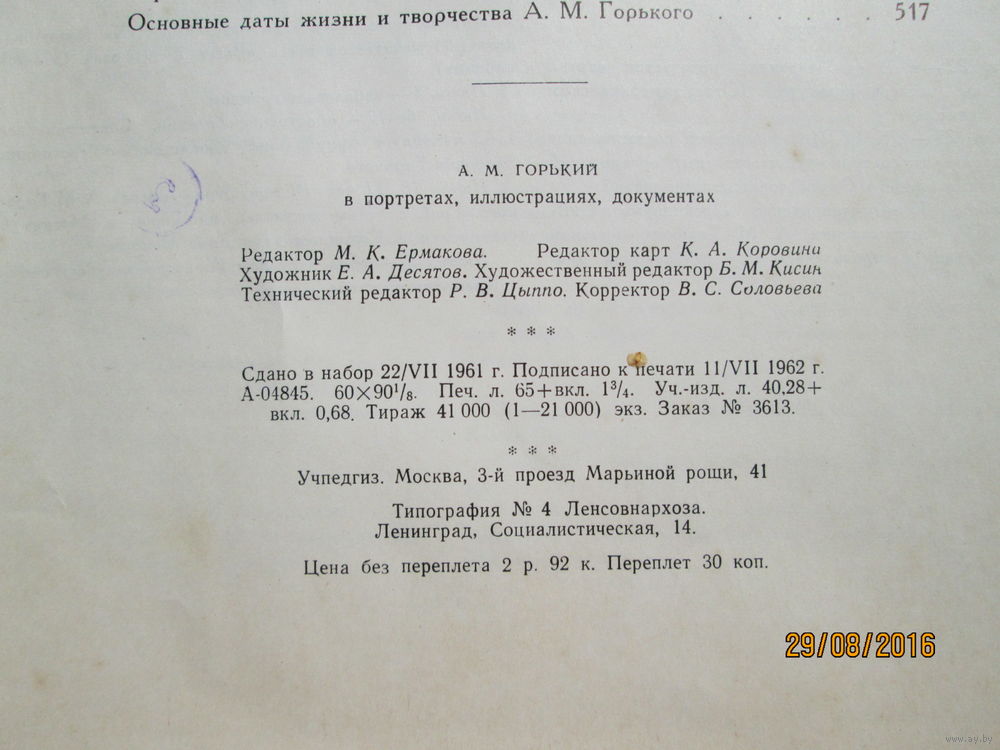 Основные даты жизни и творчества А. М. Горького . . . . . . 517
А. М. ГОРЬКИЙ
в портретах, иллюстрациях, документах
Редактор М. К. Ермакова. Редактор карт К. А. Коровина
Художник Е. А. Десятов. Художественный редактор Б. М. Кисин
Технический редактор Р. В. Цыппо. Корректор В. С. Соловьева
* * *
Сдано в набор 22/VII 1961 г. Подписано к печати 11/VII 1962 г.
А-04845. 60×90¹/₈. Печ. л. 65+вкл. 1³/₄. Уч.-изд. л. 40,28+
вкл. 0,68. Тираж 41 000 (1—21 000) экз. Заказ № 3613.
* * *
Учпедгиз. Москва, 3-й проезд Марьиной рощи, 41
Типография № 4 Ленсовнархоза.
Ленинград, Социалистическая, 14.
Цена без переплета 2 р. 92 к. Переплет 30 коп.
29/08/2016
www.ay.by